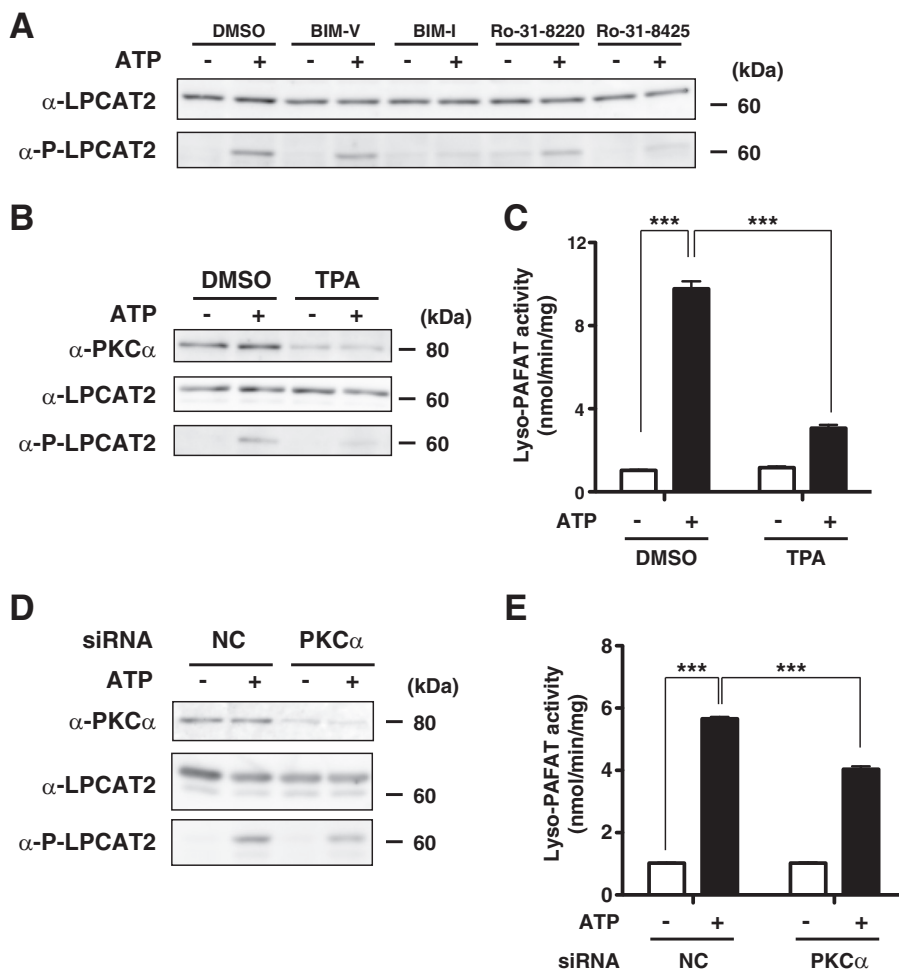 A
DMSO BIM-V BIM-I Ro-31-8220 Ro-31-8425
ATP - + - + - + - + - + (kDa)
α-LPCAT2 60
α-P-LPCAT2 60
B
DMSO TPA
ATP - + - + (kDa)
α-PKCα 80
α-LPCAT2 60
α-P-LPCAT2 60
C
*** ***
Lyso-PAFAT activity
(nmol/min/mg)
12
8
4
0
ATP - + - +
DMSO TPA
D
siRNA NC PKCα
ATP - + - + (kDa)
α-PKCα 80
α-LPCAT2 60
α-P-LPCAT2 60
E
*** ***
Lyso-PAFAT activity
(nmol/min/mg)
8
6
4
2
0
ATP - + - +
siRNA NC PKCα